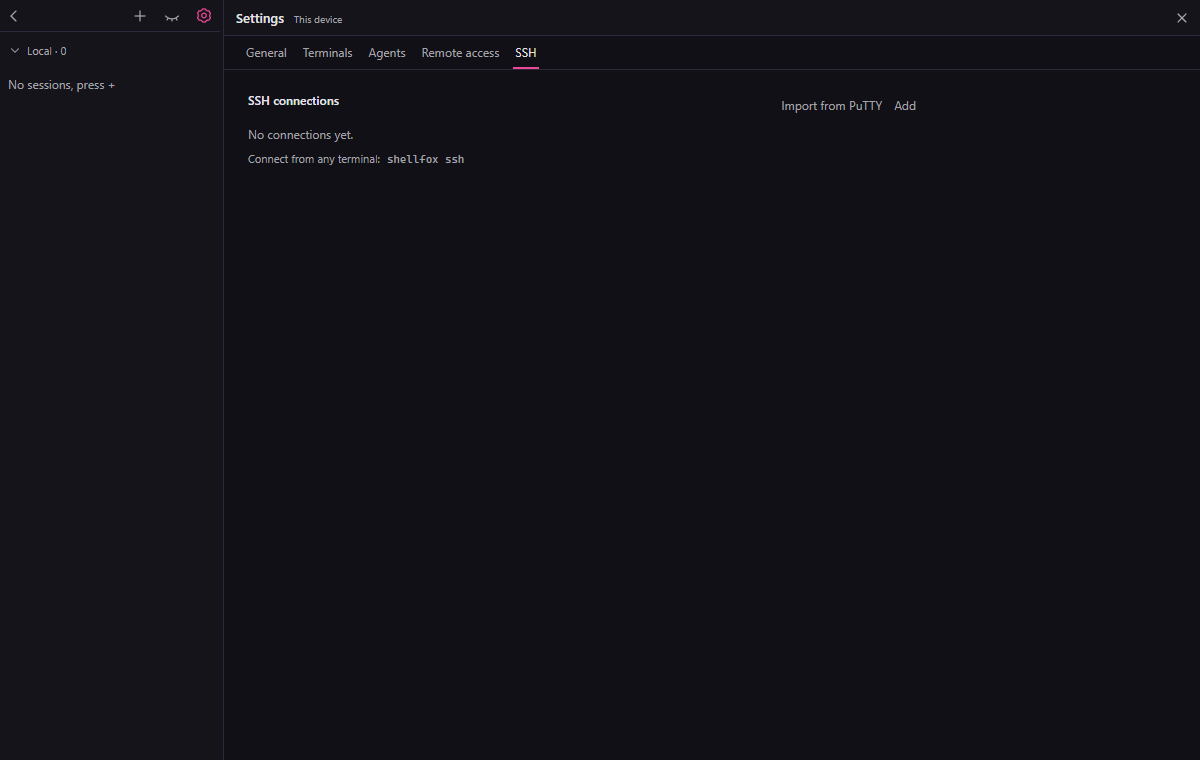 Settings This device
Local · 0
General Terminals Agents Remote access SSH
No sessions, press +
SSH connections
Import from PuTTY Add
No connections yet.
Connect from any terminal: shellfox ssh